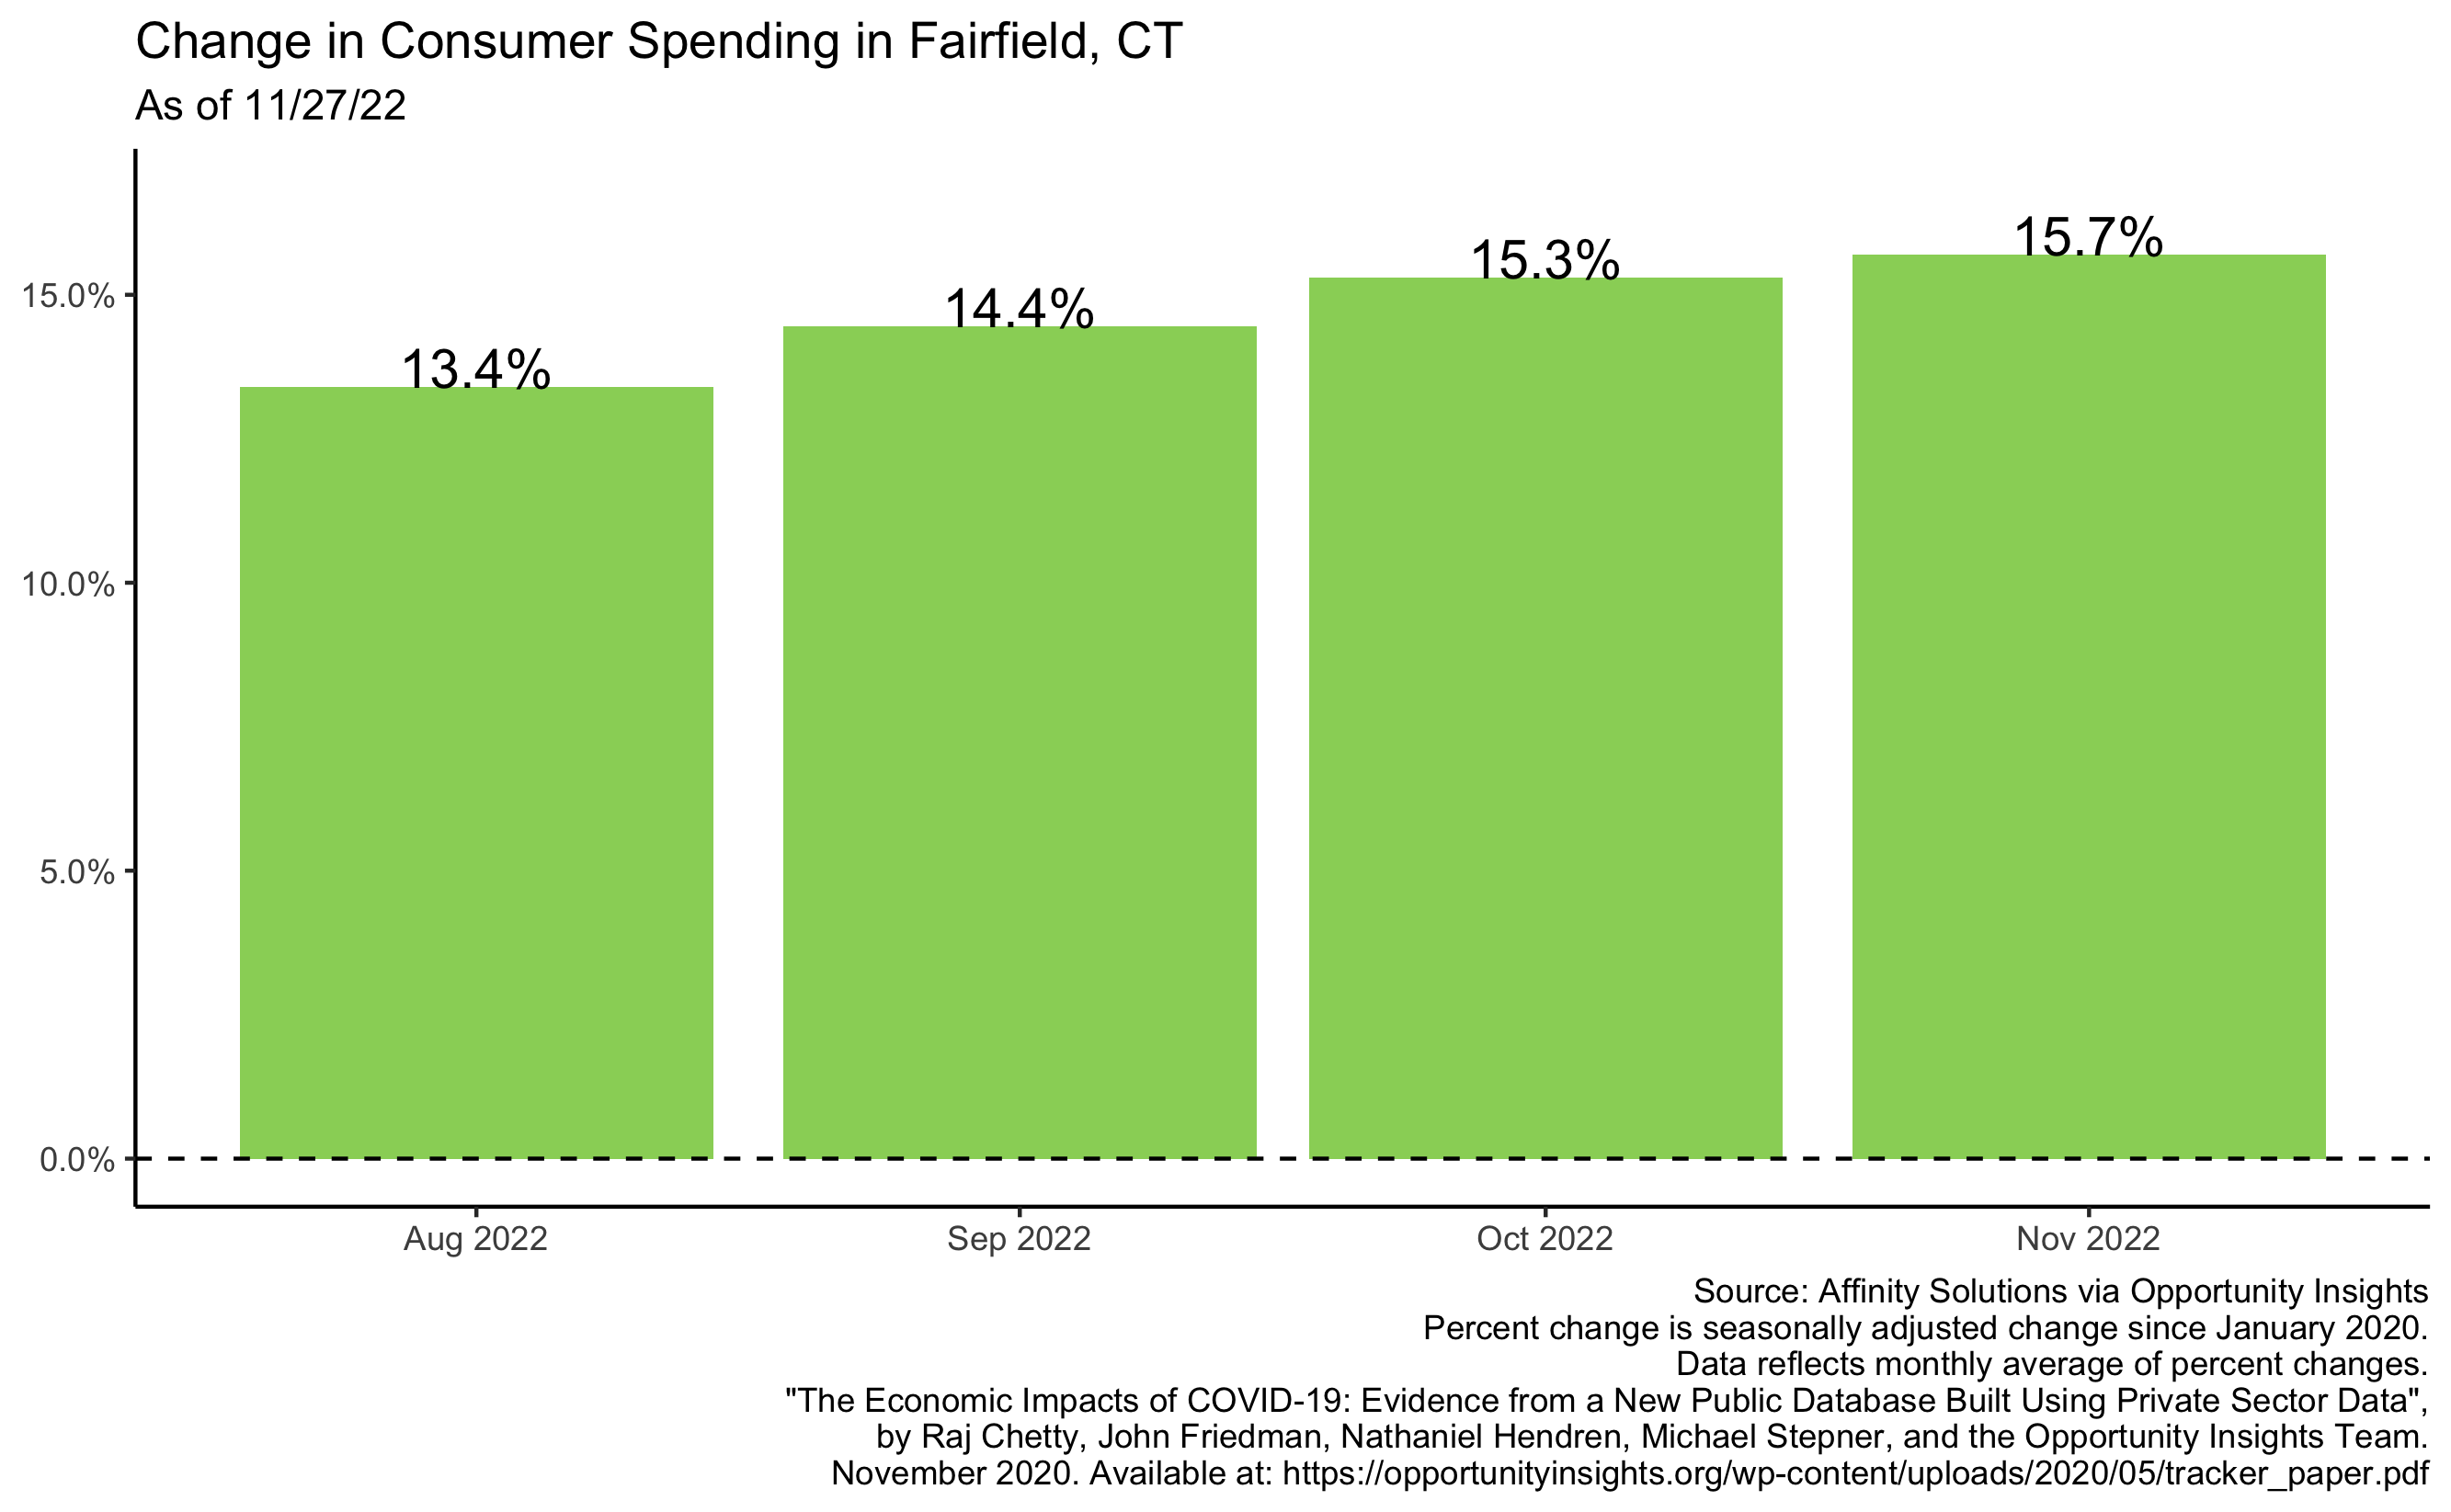 Change in Consumer Spending in Fairfield, CT
As of 11/27/22
13.4%
14.4%
15.3%
15.7%
15.0%
10.0%
5.0%
0.0%
Aug 2022
Sep 2022
Oct 2022
Nov 2022
Source: Affinity Solutions via Opportunity Insights
Percent change is seasonally adjusted change since January 2020.
Data reflects monthly average of percent changes.
"The Economic Impacts of COVID-19: Evidence from a New Public Database Built Using Private Sector Data",
by Raj Chetty, John Friedman, Nathaniel Hendren, Michael Stepner, and the Opportunity Insights Team.
November 2020. Available at: https://opportunityinsights.org/wp-content/uploads/2020/05/tracker_paper.pdf